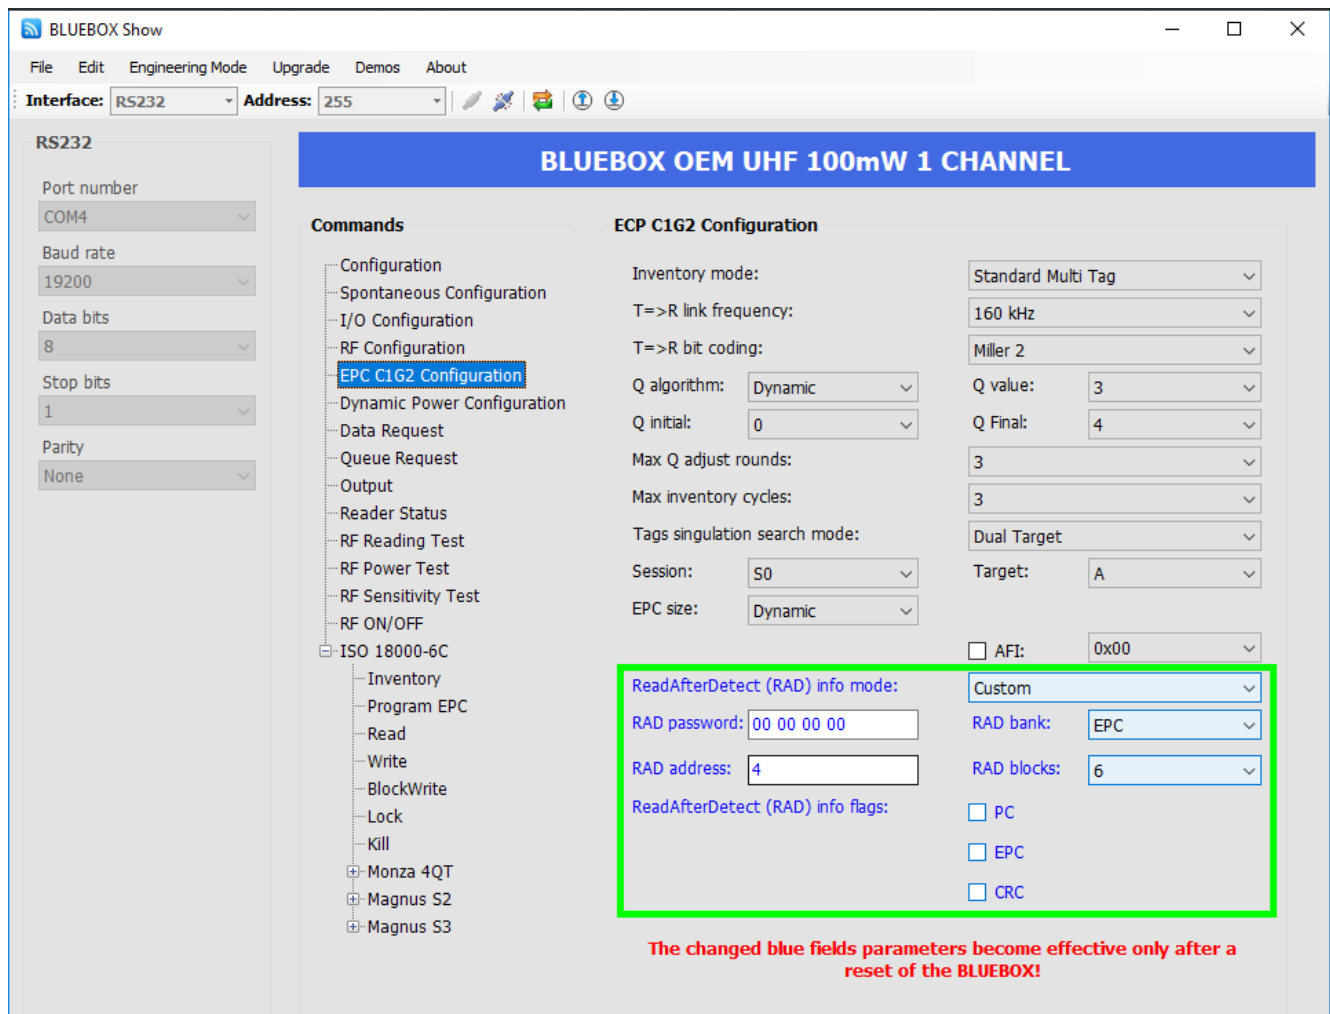 BLUEBOX Show
File Edit Engineering Mode Upgrade Demos About
Interface: RS232 Address: 255
RS232
Port number
COM4
Baud rate
19200
Data bits
8
Stop bits
1
Parity
None
BLUEBOX OEM UHF 100mW 1 CHANNEL
Commands
Configuration
Spontaneous Configuration
I/O Configuration
RF Configuration
EPC C1G2 Configuration
Dynamic Power Configuration
Data Request
Queue Request
Output
Reader Status
RF Reading Test
RF Power Test
RF Sensitivity Test
RF ON/OFF
ISO 18000-6C
Inventory
Program EPC
Read
Write
BlockWrite
Lock
Kill
Monza 4QT
Magnus S2
Magnus S3
ECP C1G2 Configuration
Inventory mode: Standard Multi Tag
T=>R link frequency: 160 kHz
T=>R bit coding: Miller 2
Q algorithm: Dynamic Q value: 3
Q initial: 0 Q Final: 4
Max Q adjust rounds: 3
Max inventory cycles: 3
Tags singulation search mode: Dual Target
Session: S0 Target: A
EPC size: Dynamic
AFI: 0x00
ReadAfterDetect (RAD) info mode: Custom
RAD password: 00 00 00 00 RAD bank: EPC
RAD address: 4 RAD blocks: 6
ReadAfterDetect (RAD) info flags: PC
EPC
CRC
The changed blue fields parameters become effective only after a
reset of the BLUEBOX!